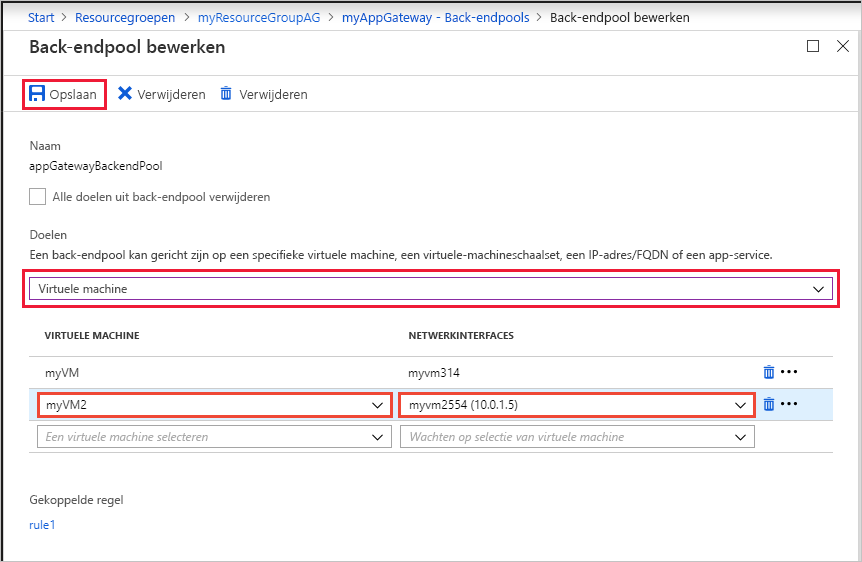 Start > Resourcegroepen > myResourceGroupAG > myAppGateway - Back-endpools > Back-endpool bewerken
Back-endpool bewerken
Opslaan Verwijderen Verwijderen
Naam
appGatewayBackendPool
Alle doelen uit back-endpool verwijderen
Doelen
Een back-endpool kan gericht zijn op een specifieke virtuele machine, een virtuele-machineschaalset, een IP-adres/FQDN of een app-service.
Virtuele machine
VIRTUELE MACHINE NETWERKINTERFACES
myVM myvm314
myVM2 myvm2554 (10.0.1.5)
Een virtuele machine selecteren Wachten op selectie van virtuele machine
Gekoppelde regel
rule1